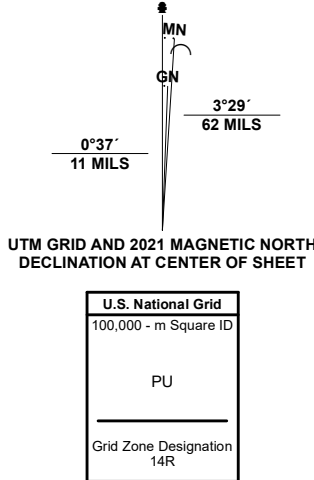 MN
GN
3°29´
62 MILS
0°37´
11 MILS
UTM GRID AND 2021 MAGNETIC NORTH
DECLINATION AT CENTER OF SHEET
U.S. National Grid
100,000 - m Square ID
PU
Grid Zone Designation
14R